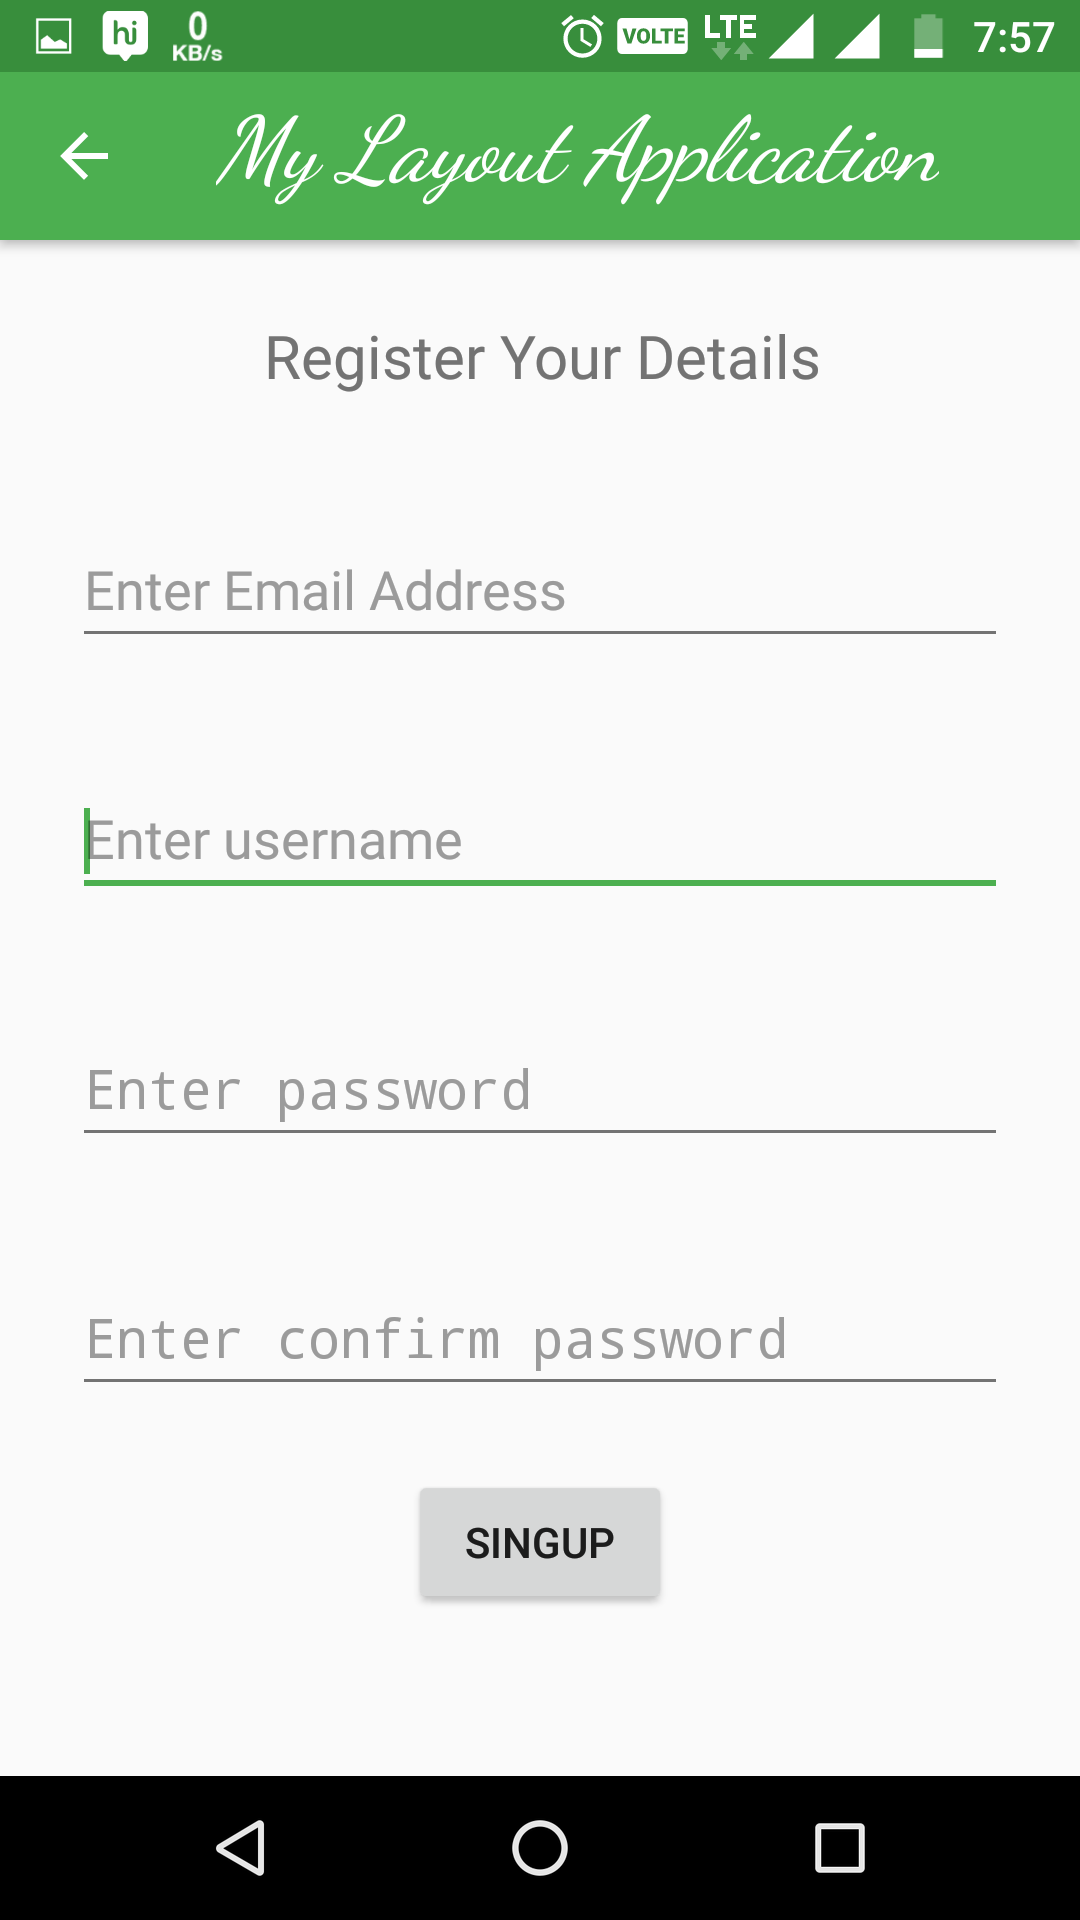 hi 0 KB/s VOLTE LTE 7:57
My Layout Application
Register Your Details
Enter Email Address
Enter username
Enter password
Enter confirm password
SINGUP